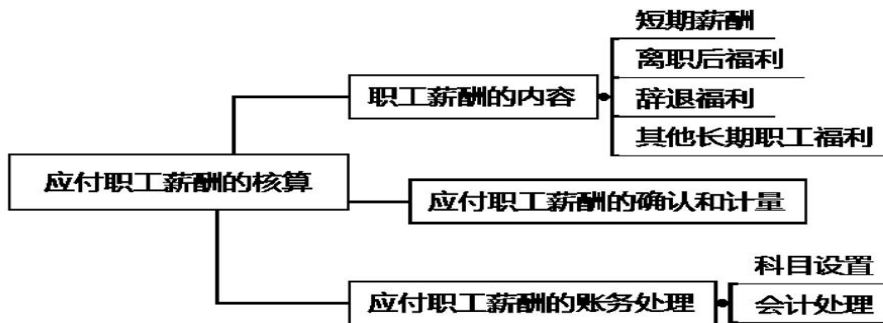 短期薪酬
离职后福利
职工薪酬的内容
辞退福利
其他长期职工福利
应付职工薪酬的核算
应付职工薪酬的确认和计量
科目设置
应付职工薪酬的账务处理
会计处理